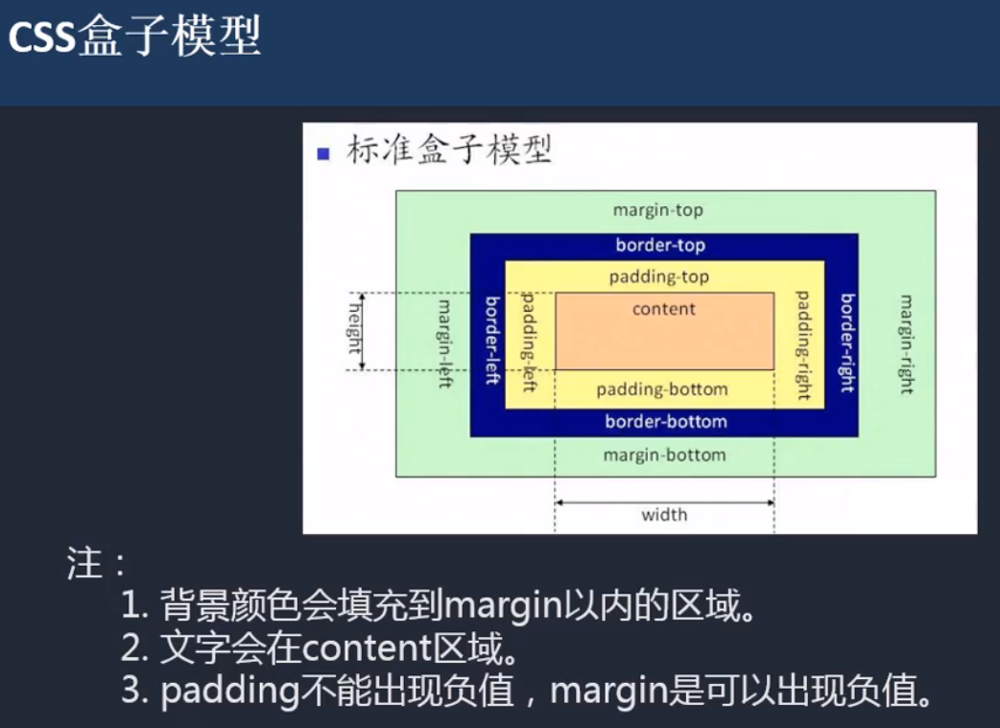 CSS盒子模型
标准盒子模型
margin-top
border-top
padding-top
content
height
margin-left
border-left
padding-left
padding-right
border-right
margin-right
padding-bottom
border-bottom
margin-bottom
width
注：
1. 背景颜色会填充到margin以内的区域。
2. 文字会在content区域。
3. padding不能出现负值，margin是可以出现负值。